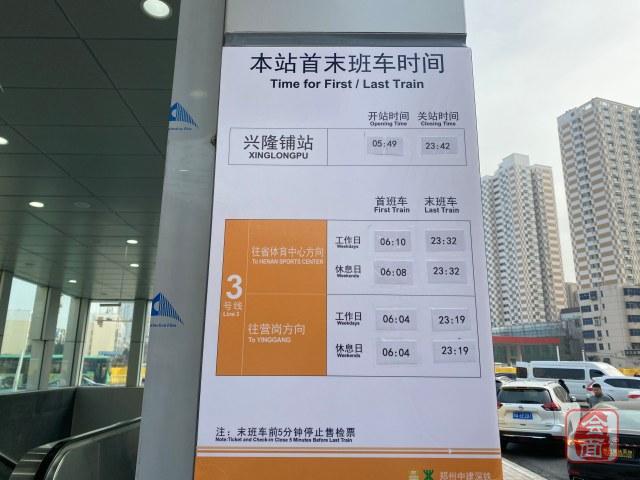 本站首末班车时间
Time for First / Last Train
开站时间 关站时间
Opening Time Closing Time
兴隆铺站 05:49 23:42
XINGLONGPU
首班车 末班车
First Train Last Train
3
号线
Line 3
往省体育中心方向
To HENAN SPORTS CENTER
工作日 06:10 23:32
Weekdays
休息日 06:08 23:32
Weekends
往营岗方向
To YINGGANG
工作日 06:04 23:19
Weekdays
休息日 06:04 23:19
Weekends
注：末班车前5分钟停止售检票
Note:Ticket and Check-in Close 5 Minutes Before Last Train
郑州中建深铁
会面